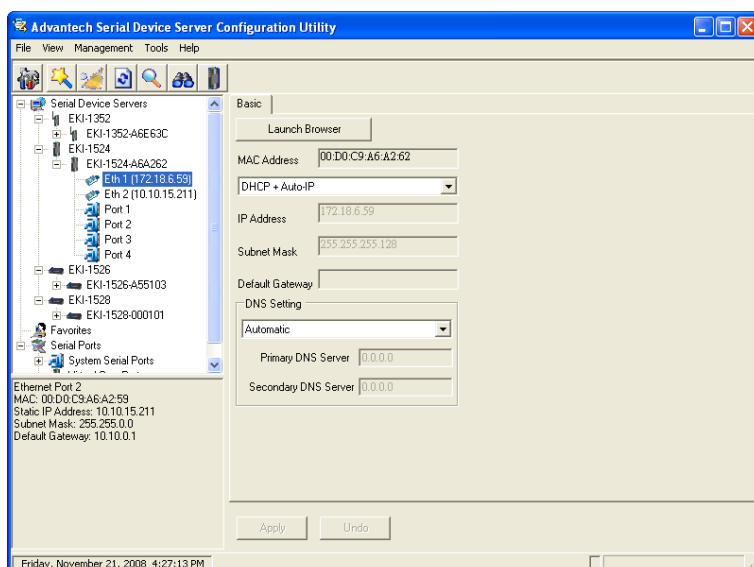 Advantech Serial Device Server Configuration Utility
File View Management Tools Help
Serial Device Servers
EKI-1352
EKI-1352-A6E63C
EKI-1524
EKI-1524-A6A262
Eth 1 (172.18.6.59)
Eth 2 (10.10.15.211)
Port 1
Port 2
Port 3
Port 4
EKI-1526
EKI-1526-A55103
EKI-1528
EKI-1528-000101
Favorites
Serial Ports
System Serial Ports
Ethernet Port 2
MAC: 00:D0:C9:A6:A2:59
Static IP Address: 10.10.15.211
Subnet Mask: 255.255.0.0
Default Gateway: 10.10.0.1
Basic
Launch Browser
MAC Address 00:D0:C9:A6:A2:62
DHCP + Auto-IP
IP Address 172.18.6.59
Subnet Mask 255.255.255.128
Default Gateway
DNS Setting
Automatic
Primary DNS Server 0.0.0.0
Secondary DNS Server 0.0.0.0
Apply Undo
Friday, November 21, 2008 4:27:13 PM